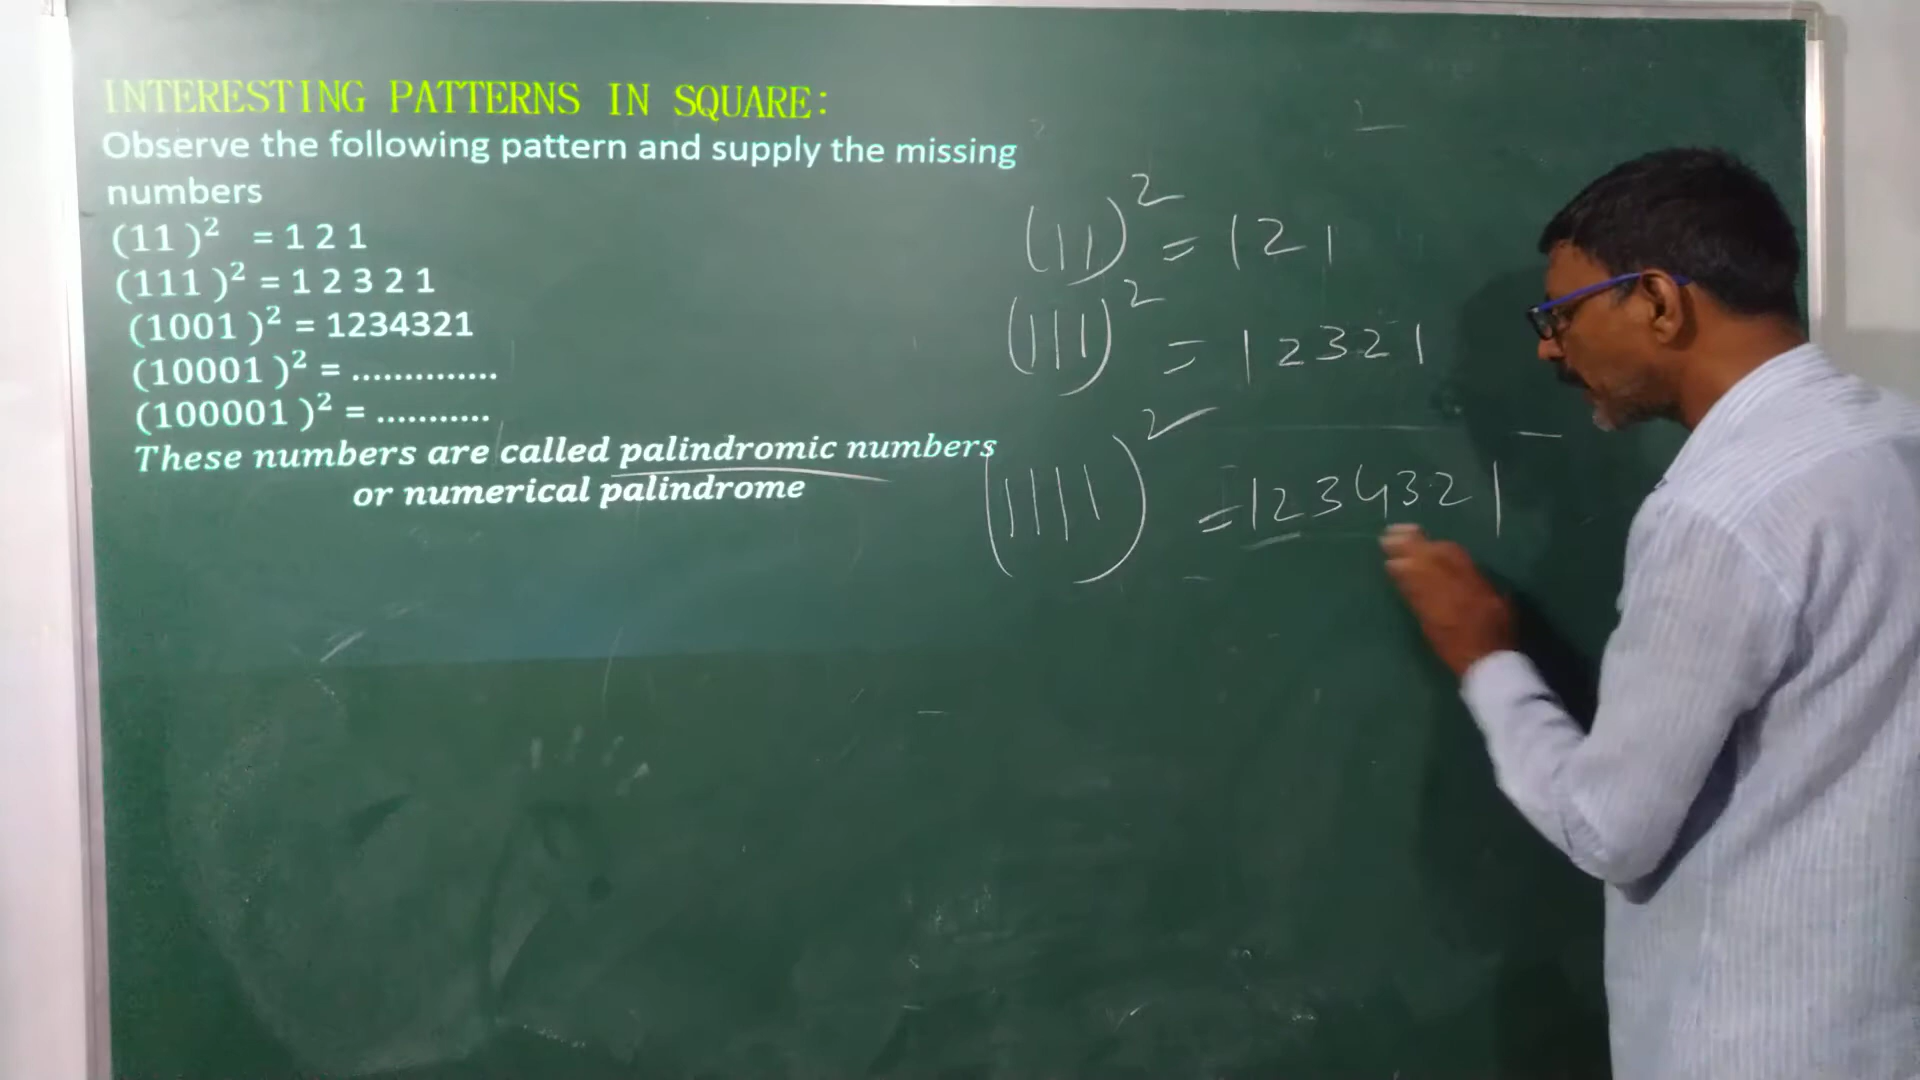 INTERESTING PATTERNS IN SQUARE:
Observe the following pattern and supply the missing
numbers
(11 )² = 1 2 1
(111 )² = 1 2 3 2 1
(1001 )² = 1234321
(10001 )² = ..............
(100001 )² = ...........
These numbers are called palindromic numbers
or numerical palindrome
(11)² = 121
(111)² = 12321
(1111)² = 1234321